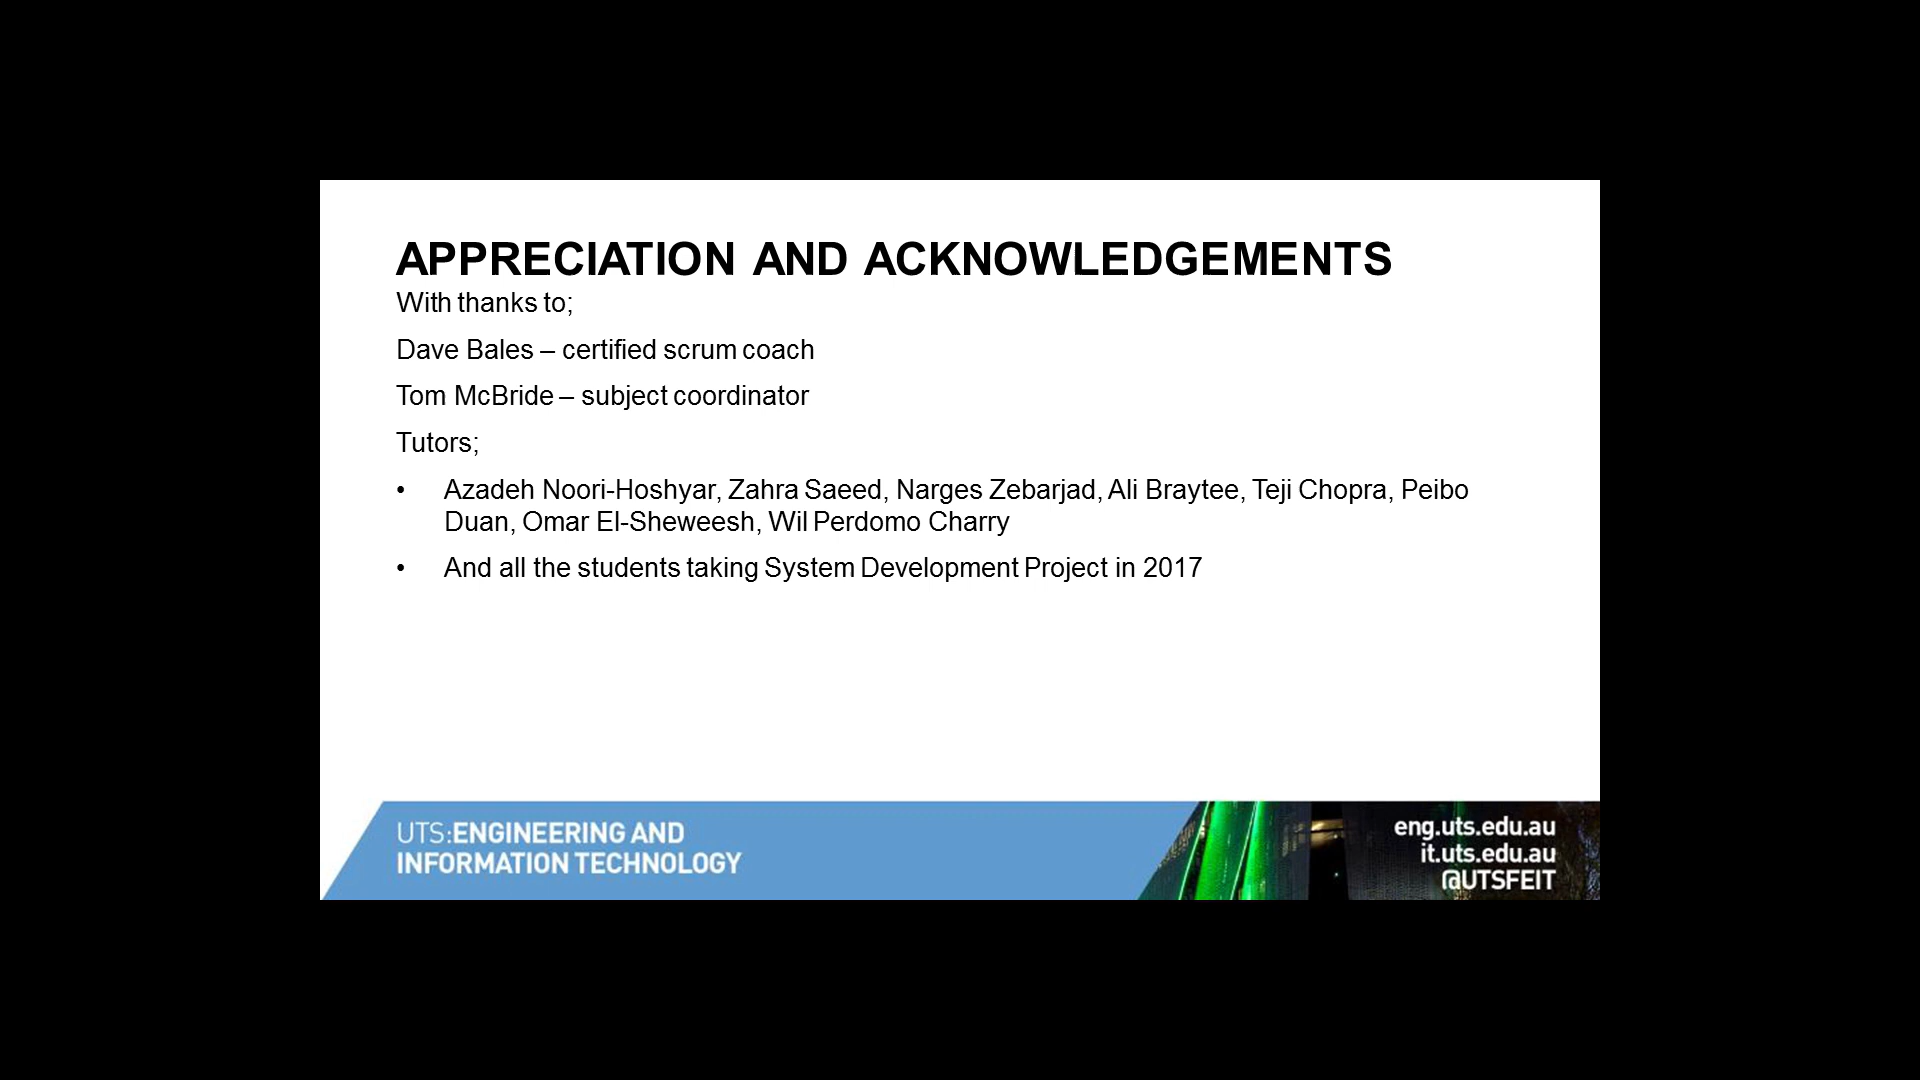 APPRECIATION AND ACKNOWLEDGEMENTS
With thanks to;
Dave Bales – certified scrum coach
Tom McBride – subject coordinator
Tutors;
• Azadeh Noori-Hoshyar, Zahra Saeed, Narges Zebarjad, Ali Braytee, Teji Chopra, Peibo
Duan, Omar El-Sheweesh, Wil Perdomo Charry
• And all the students taking System Development Project in 2017
UTS:ENGINEERING AND
INFORMATION TECHNOLOGY
eng.uts.edu.au
it.uts.edu.au
@UTSFEIT